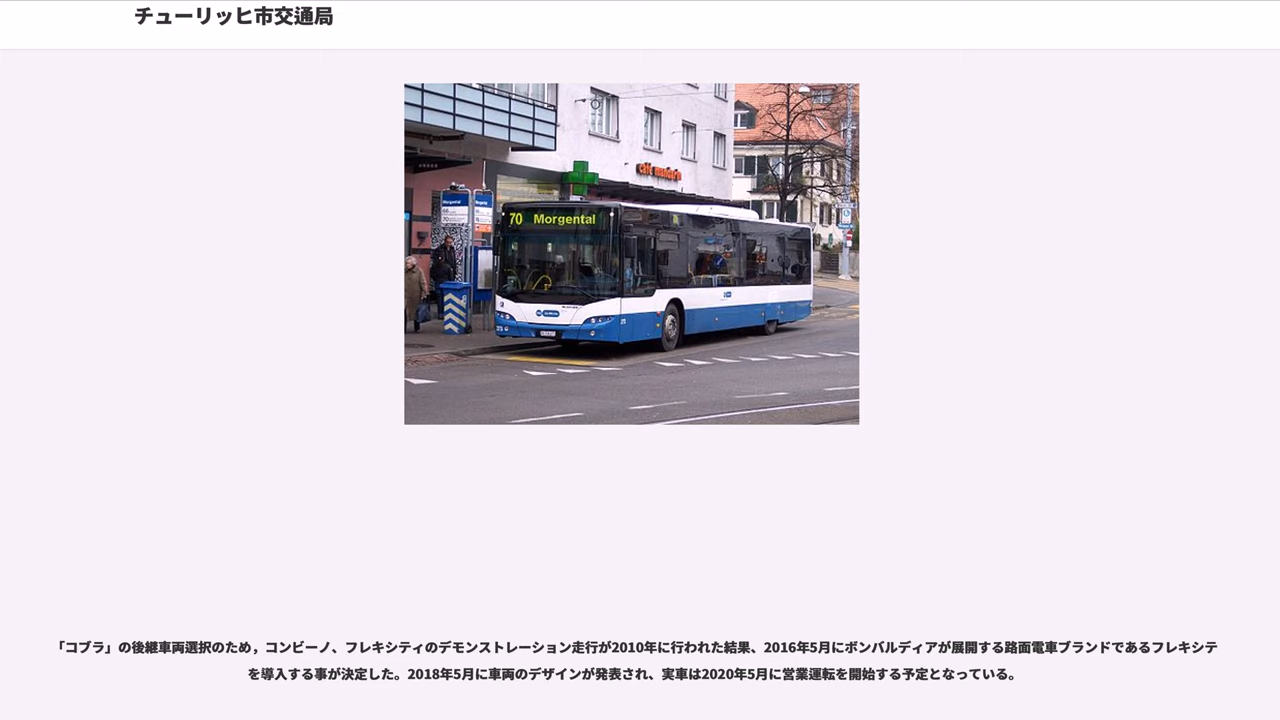 チューリッヒ市交通局
café mandarin
Morgental
70 Morgental
「コブラ」の後継車両選択のため，コンビーノ、フレキシティのデモンストレーション走行が2010年に行われた結果、2016年5月にボンバルディアが展開する路面電車ブランドであるフレキシテ
を導入する事が決定した。2018年5月に車両のデザインが発表され、実車は2020年5月に営業運転を開始する予定となっている。